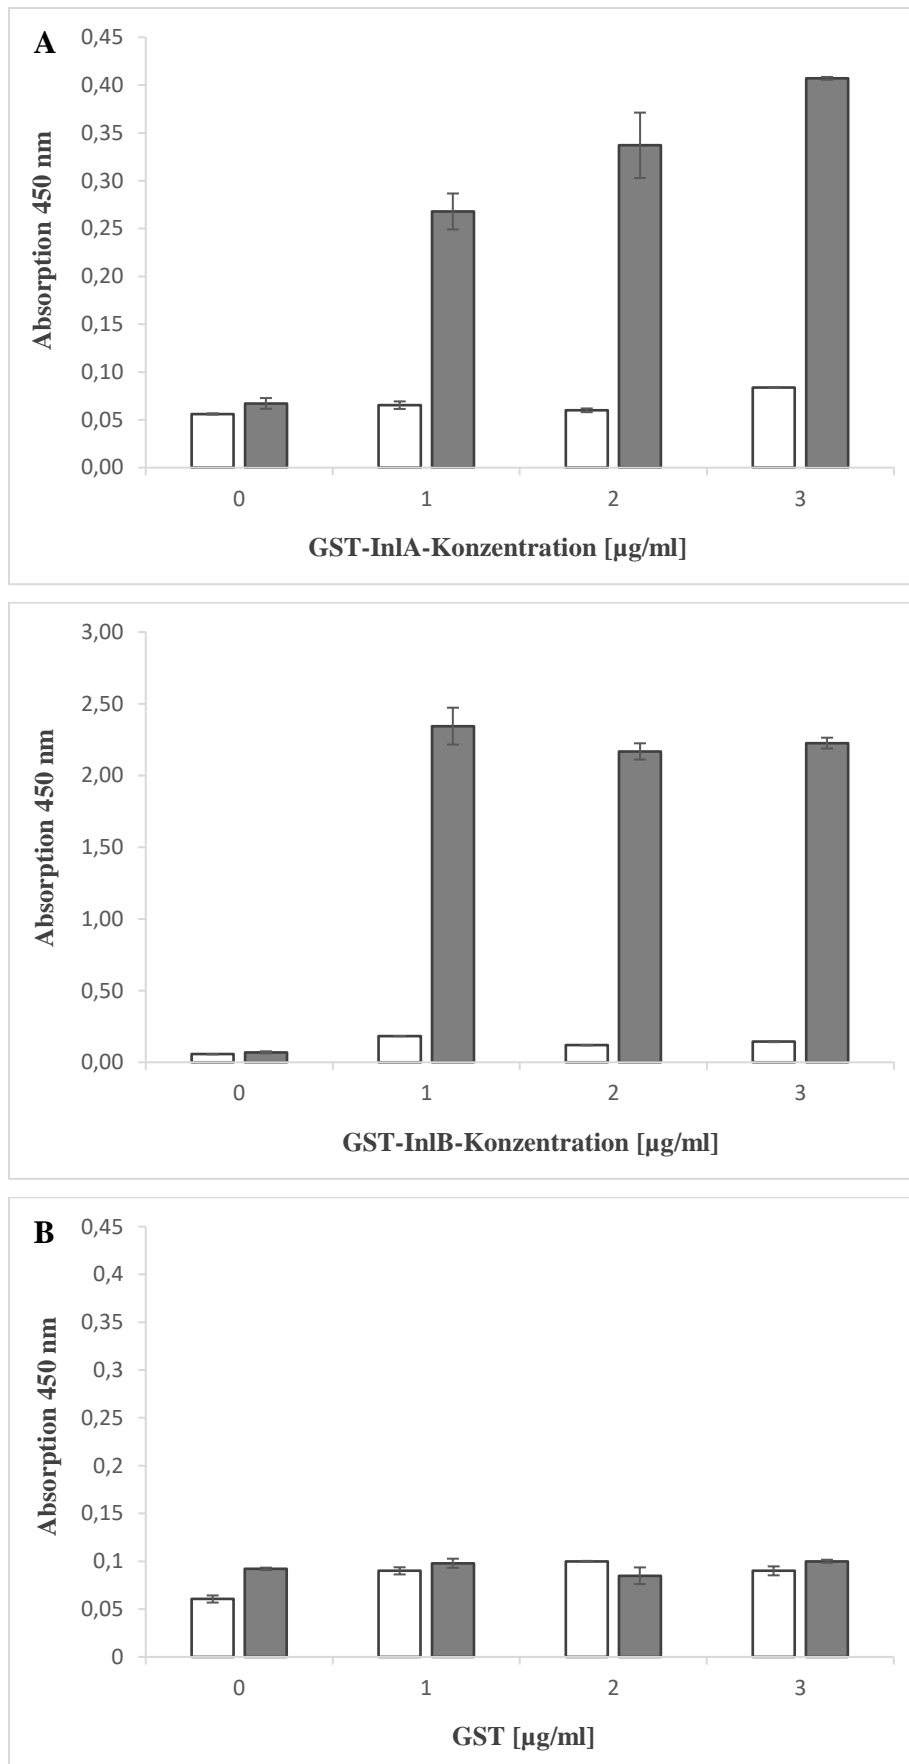 A
0,45
0,40
0,35
0,30
0,25
0,20
0,15
0,10
0,05
0,00
Absorption 450 nm
0 1 2 3
GST-InlA-Konzentration [µg/ml]
3,00
2,50
2,00
1,50
1,00
0,50
0,00
Absorption 450 nm
0 1 2 3
GST-InlB-Konzentration [µg/ml]
B
0,45
0,4
0,35
0,3
0,25
0,2
0,15
0,1
0,05
0
Absorption 450 nm
0 1 2 3
GST [µg/ml]